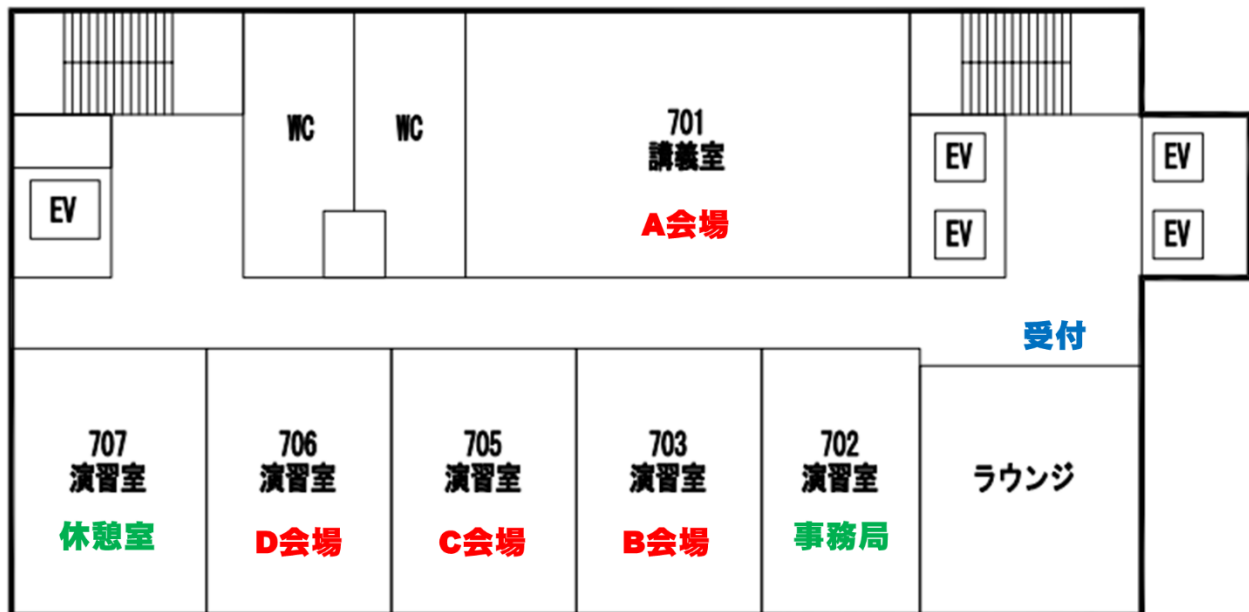 WC
WC
701
講義室
A会場
EV
EV
EV
EV
EV
受付
707
演習室
休憩室
706
演習室
D会場
705
演習室
C会場
703
演習室
B会場
702
演習室
事務局
ラウンジ